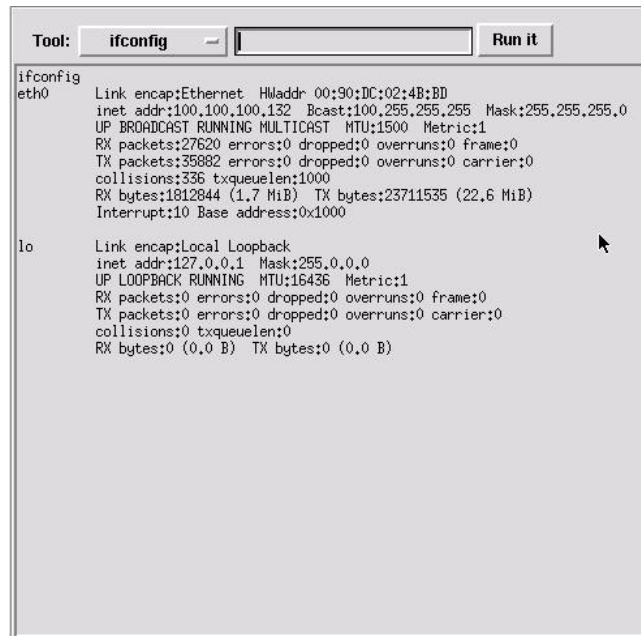 Tool: ifconfig Run it
ifconfig
eth0 Link encap:Ethernet HWaddr 00:90:DC:02:4B:BD
inet addr:100.100.100.132 Bcast:100.255.255.255 Mask:255.255.255.0
UP BROADCAST RUNNING MULTICAST MTU:1500 Metric:1
RX packets:27620 errors:0 dropped:0 overruns:0 frame:0
TX packets:35882 errors:0 dropped:0 overruns:0 carrier:0
collisions:336 txqueuelen:1000
RX bytes:1812844 (1.7 MiB) TX bytes:23711535 (22.6 MiB)
Interrupt:10 Base address:0x1000
lo Link encap:Local Loopback
inet addr:127.0.0.1 Mask:255.0.0.0
UP LOOPBACK RUNNING MTU:16436 Metric:1
RX packets:0 errors:0 dropped:0 overruns:0 frame:0
TX packets:0 errors:0 dropped:0 overruns:0 carrier:0
collisions:0 txqueuelen:0
RX bytes:0 (0.0 B) TX bytes:0 (0.0 B)